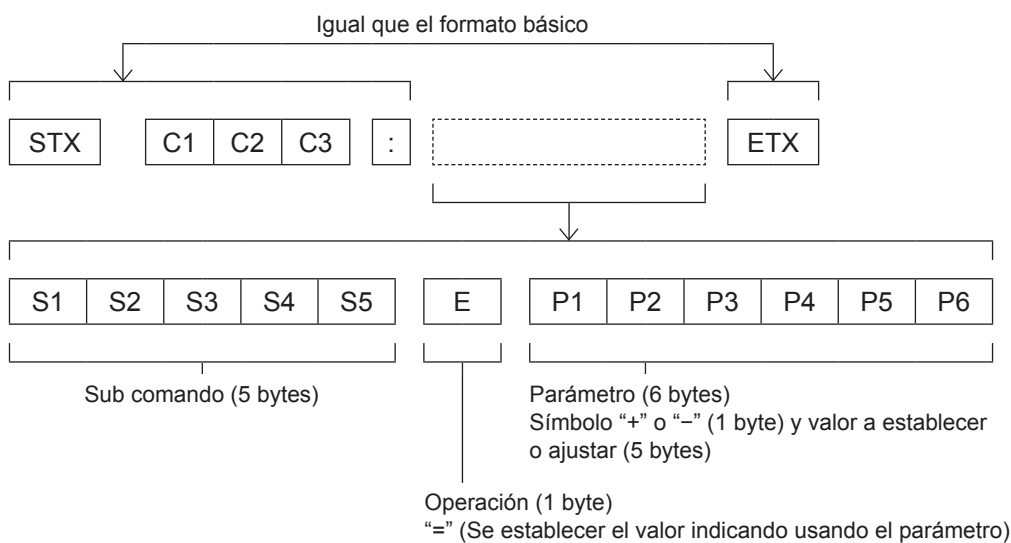 Igual que el formato básico
STX C1 C2 C3 : ETX
S1 S2 S3 S4 S5 E P1 P2 P3 P4 P5 P6
Sub comando (5 bytes)
Parámetro (6 bytes)
Símbolo “+” o “−” (1 byte) y valor a establecer
o ajustar (5 bytes)
Operación (1 byte)
“=” (Se establecer el valor indicando usando el parámetro)